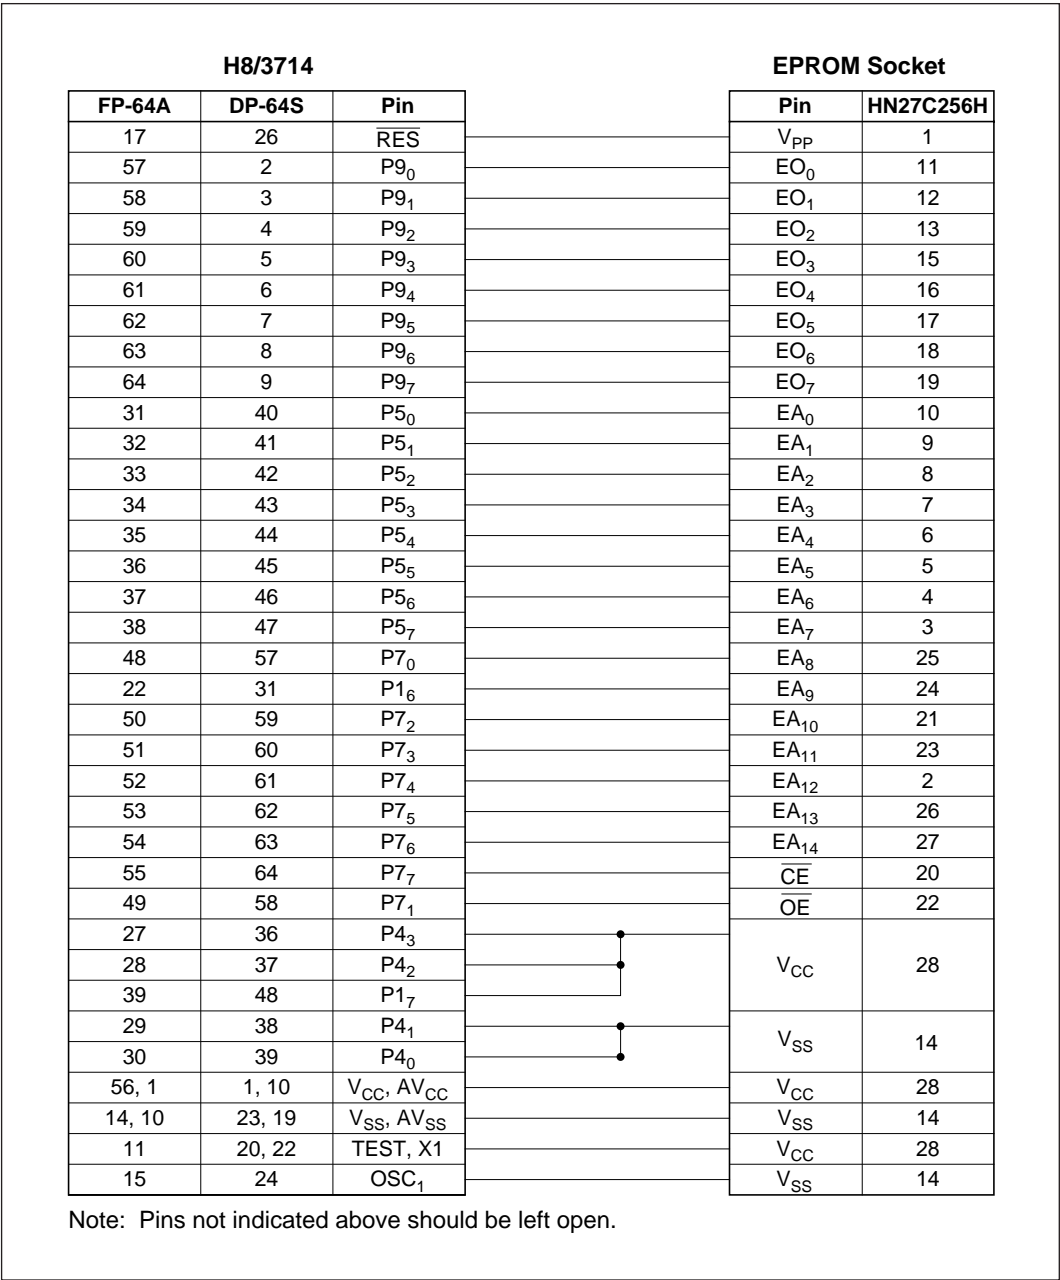 H8/3714 EPROM Socket
FP-64A DP-64S Pin Pin HN27C256H
17 26 RES VPP 1
57 2 P90 EO0 11
58 3 P91 EO1 12
59 4 P92 EO2 13
60 5 P93 EO3 15
61 6 P94 EO4 16
62 7 P95 EO5 17
63 8 P96 EO6 18
64 9 P97 EO7 19
31 40 P50 EA0 10
32 41 P51 EA1 9
33 42 P52 EA2 8
34 43 P53 EA3 7
35 44 P54 EA4 6
36 45 P55 EA5 5
37 46 P56 EA6 4
38 47 P57 EA7 3
48 57 P70 EA8 25
22 31 P16 EA9 24
50 59 P72 EA10 21
51 60 P73 EA11 23
52 61 P74 EA12 2
53 62 P75 EA13 26
54 63 P76 EA14 27
55 64 P77 CE 20
49 58 P71 OE 22
27 36 P43
28 37 P42 VCC 28
39 48 P17
29 38 P41 VSS 14
30 39 P40
56, 1 1, 10 VCC, AVCC VCC 28
14, 10 23, 19 VSS, AVSS VSS 14
11 20, 22 TEST, X1 VCC 28
15 24 OSC1 VSS 14
Note: Pins not indicated above should be left open.